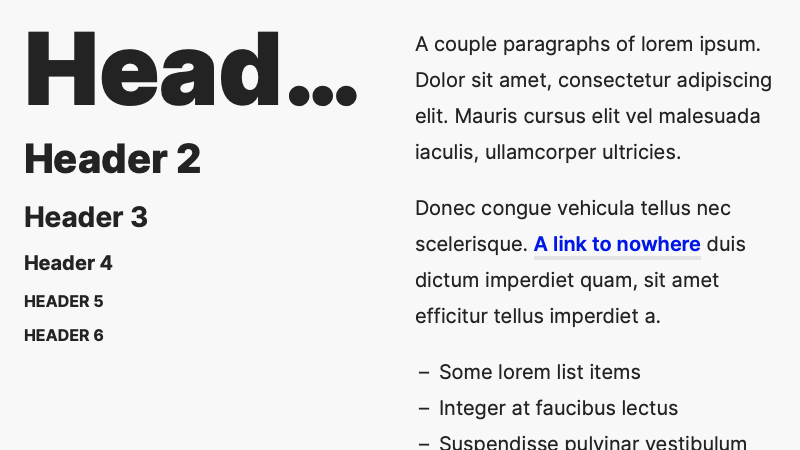 Head...
Header 2
Header 3
Header 4
HEADER 5
HEADER 6
A couple paragraphs of lorem ipsum.
Dolor sit amet, consectetur adipiscing
elit. Mauris cursus elit vel malesuada
iaculis, ullamcorper ultricies.
Donec congue vehicula tellus nec
scelerisque. A link to nowhere duis
dictum imperdiet quam, sit amet
efficitur tellus imperdiet a.
– Some lorem list items
– Integer at faucibus lectus
– Suspendisse pulvinar vestibulum